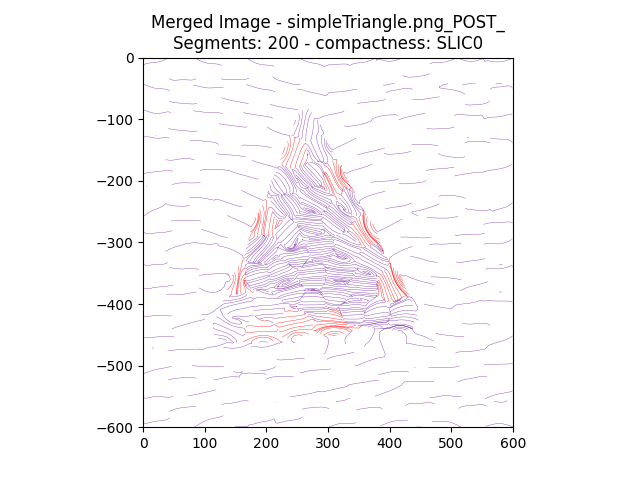 Merged Image - simpleTriangle.png_POST_
Segments: 200 - compactness: SLIC0
0
−100
−200
−300
−400
−500
−600
0 100 200 300 400 500 600